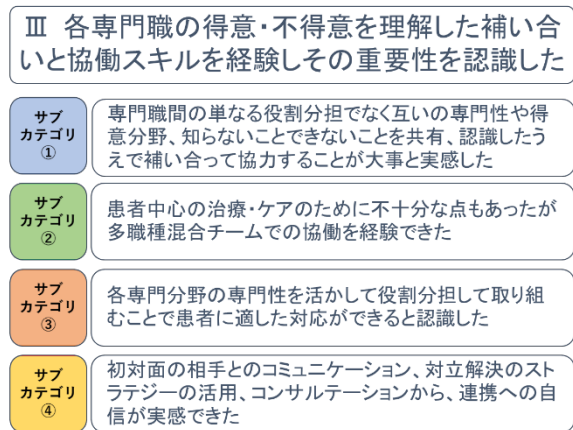 Ⅲ 各専門職の得意・不得意を理解した補い合
いと協働スキルを経験しその重要性を認識した
サブ
カテゴリ
①
専門職間の単なる役割分担でなく互いの専門性や得
意分野、知らないことできないことを共有、認識したう
えで補い合って協力することが大事と実感した
サブ
カテゴリ
②
患者中心の治療・ケアのために不十分な点もあったが
多職種混合チームでの協働を経験できた
サブ
カテゴリ
③
各専門分野の専門性を活かして役割分担して取り組
むことで患者に適した対応ができると認識した
サブ
カテゴリ
④
初対面の相手とのコミュニケーション、対立解決のスト
ラテジーの活用、コンサルテーションから、連携への自
信が実感できた